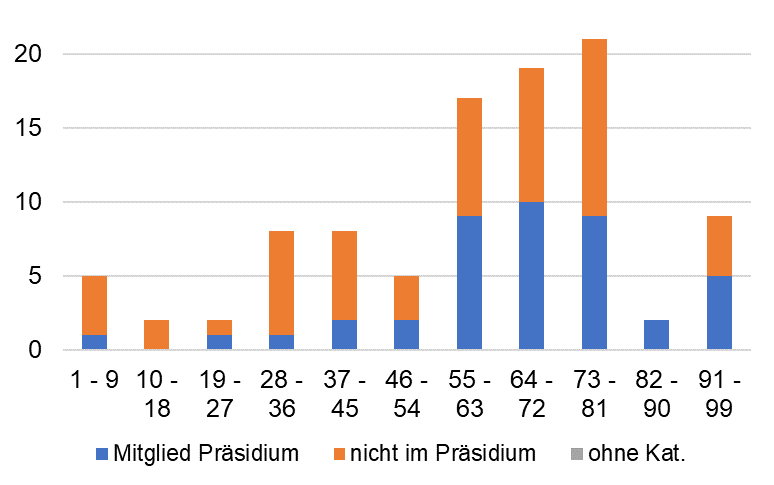 20
15
10
5
0
1 - 9 10 - 19 - 28 - 37 - 46 - 55 - 64 - 73 - 82 - 91 -
18 27 36 45 54 63 72 81 90 99
Mitglied Präsidium nicht im Präsidium ohne Kat.